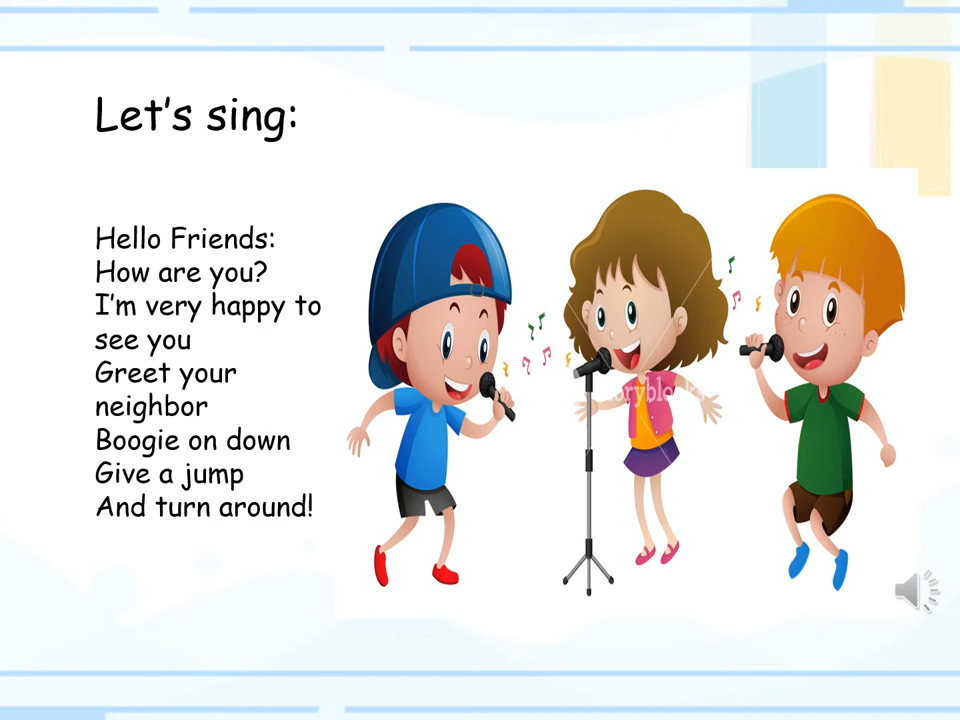 Let's sing:
Hello Friends:
How are you?
I'm very happy to
see you
Greet your
neighbor
Boogie on down
Give a jump
And turn around!